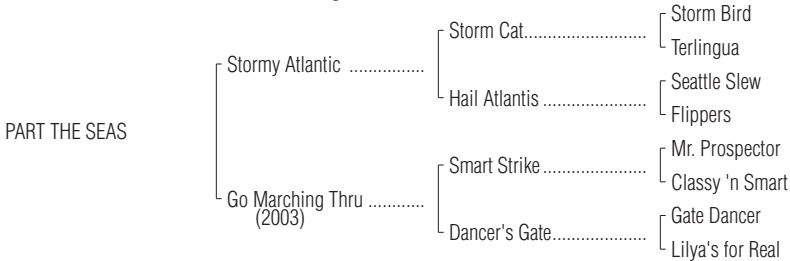 Storm Bird
Storm Cat..........................
Terlingua
Stormy Atlantic ................
Seattle Slew
Hail Atlantis ......................
Flippers
PART THE SEAS
Mr. Prospector
Smart Strike......................
Classy 'n Smart
Go Marching Thru ............
(2003)
Gate Dancer
Dancer's Gate....................
Lilya's for Real